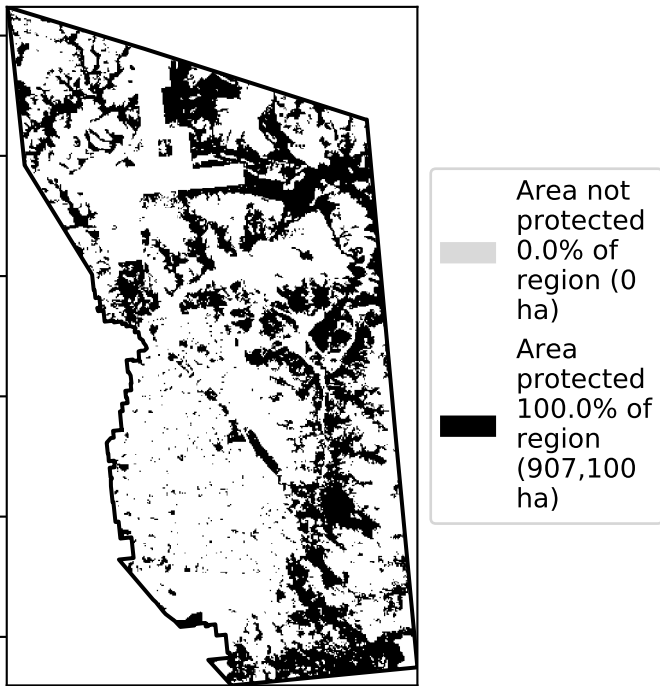 Area not
protected
0.0% of
region (0
ha)
Area
protected
100.0% of
region
(907,100
ha)